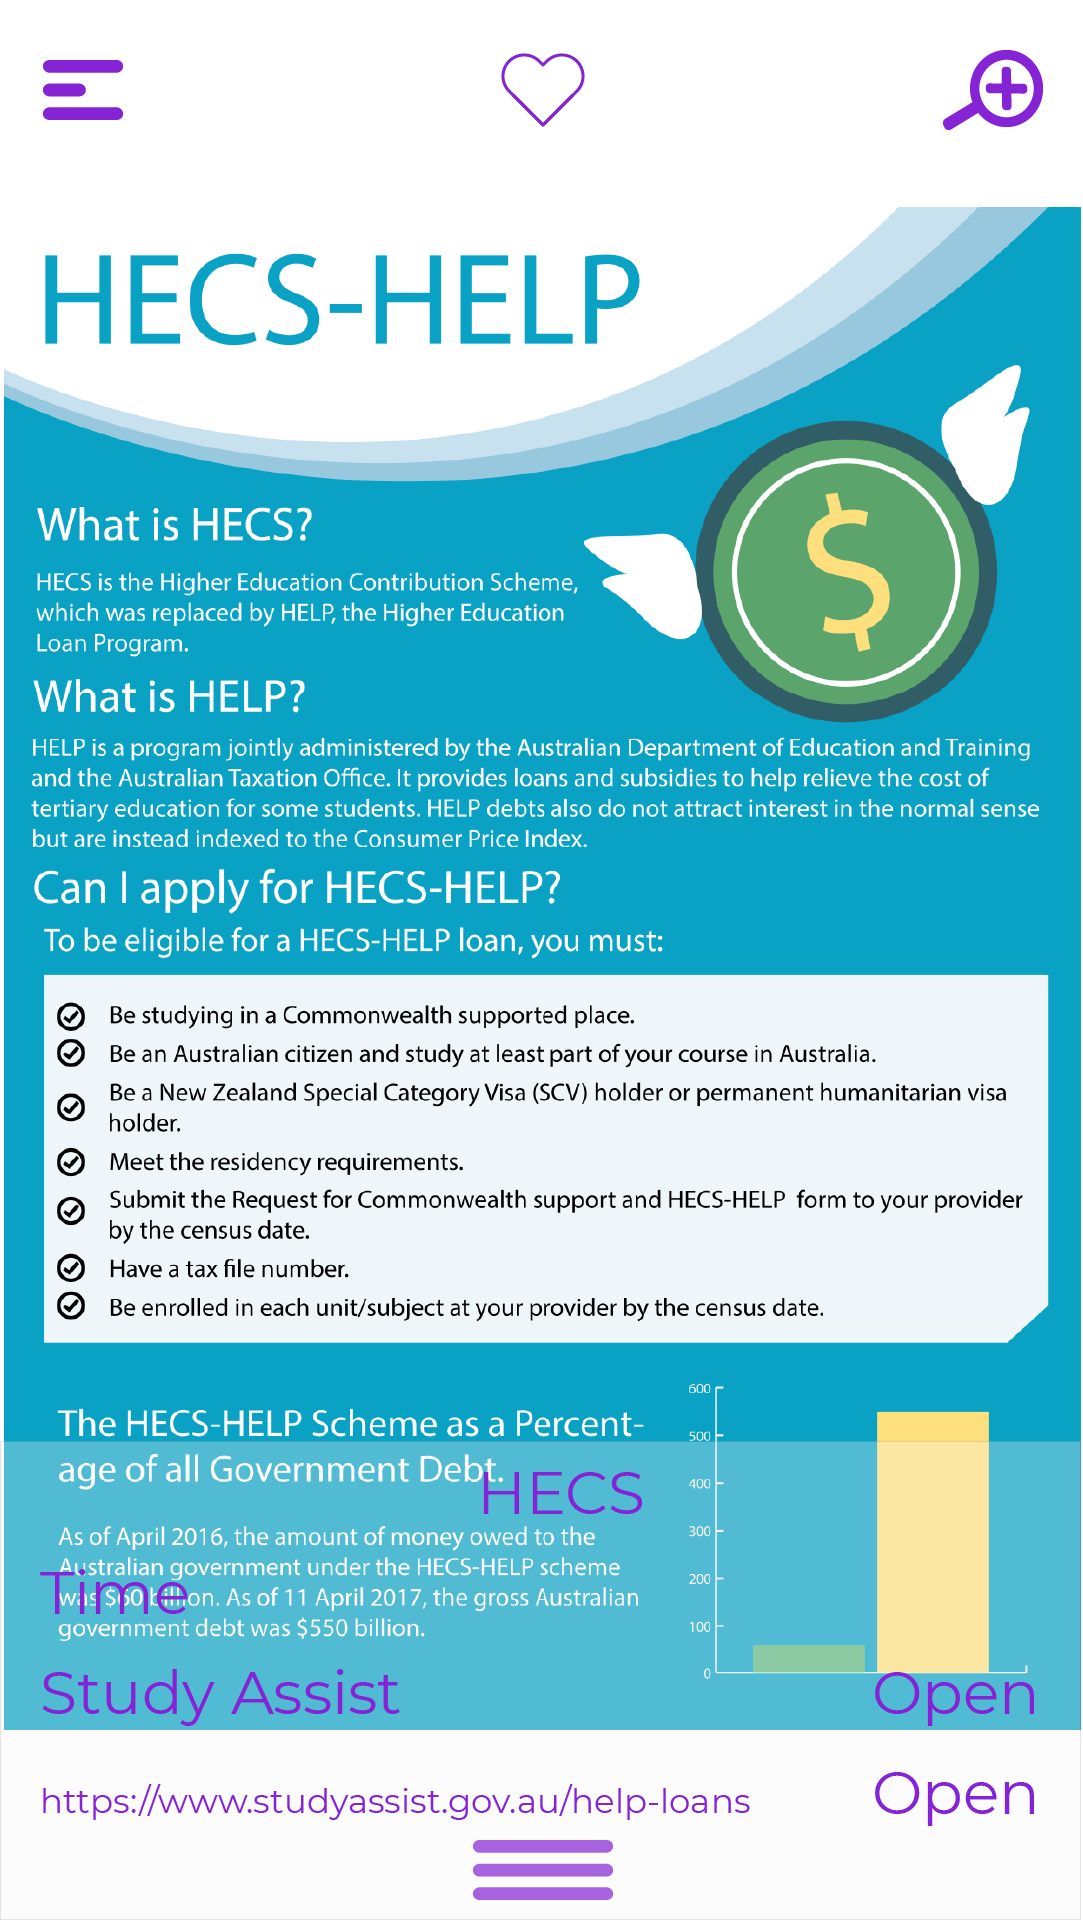 HECS-HELP
What is HECS?
HECS is the Higher Education Contribution Scheme,
which was replaced by HELP, the Higher Education
Loan Program.
What is HELP?
HELP is a program jointly administered by the Australian Department of Education and Training
and the Australian Taxation Office. It provides loans and subsidies to help relieve the cost of
tertiary education for some students. HELP debts also do not attract interest in the normal sense
but are instead indexed to the Consumer Price Index.
Can I apply for HECS-HELP?
To be eligible for a HECS-HELP loan, you must:
Be studying in a Commonwealth supported place.
Be an Australian citizen and study at least part of your course in Australia.
Be a New Zealand Special Category Visa (SCV) holder or permanent humanitarian visa
holder.
Meet the residency requirements.
Submit the Request for Commonwealth support and HECS-HELP form to your provider
by the census date.
Have a tax file number.
Be enrolled in each unit/subject at your provider by the census date.
The HECS-HELP Scheme as a Percent-
age of all Government Debt.
As of April 2016, the amount of money owed to the
Australian government under the HECS-HELP scheme
was $60 billion. As of 11 April 2017, the gross Australian
government debt was $550 billion.
600
500
400
300
200
100
0
HECS
Time
Study Assist
Open
https://www.studyassist.gov.au/help-loans
Open